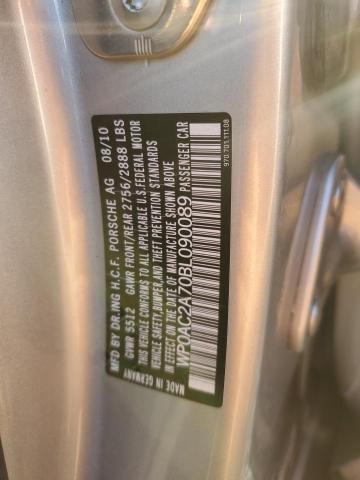 MFD BY DR.ING H.C.F. PORSCHE AG 08/10
GVWR 5512 GAWR FRONT/REAR 2756/2888 LBS
THIS VEHICLE CONFORMS TO ALL APPLICABLE U.S.FEDERAL MOTOR
VEHICLE SAFETY,BUMPER,AND THEFT PREVENTION STANDARDS
IN EFFECT ON THE DATE OF MANUFACTURE SHOWN ABOVE
WP0AC2A70BL090089 PASSENGER CAR
MADE IN GERMANY
970.701.111.08